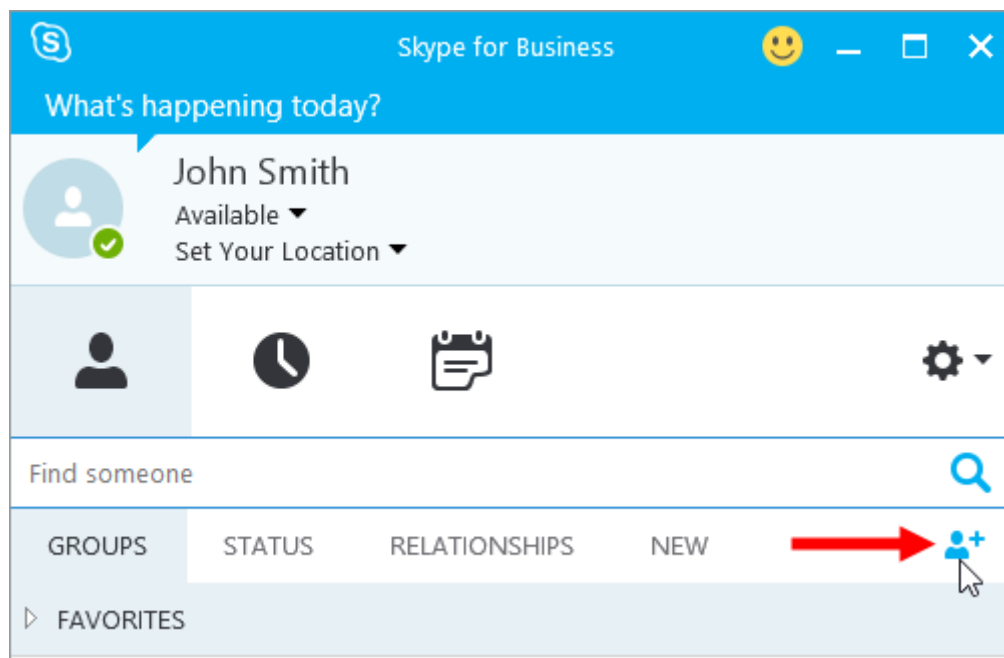 Skype for Business
What's happening today?
John Smith
Available
Set Your Location
Find someone
GROUPS STATUS RELATIONSHIPS NEW
FAVORITES